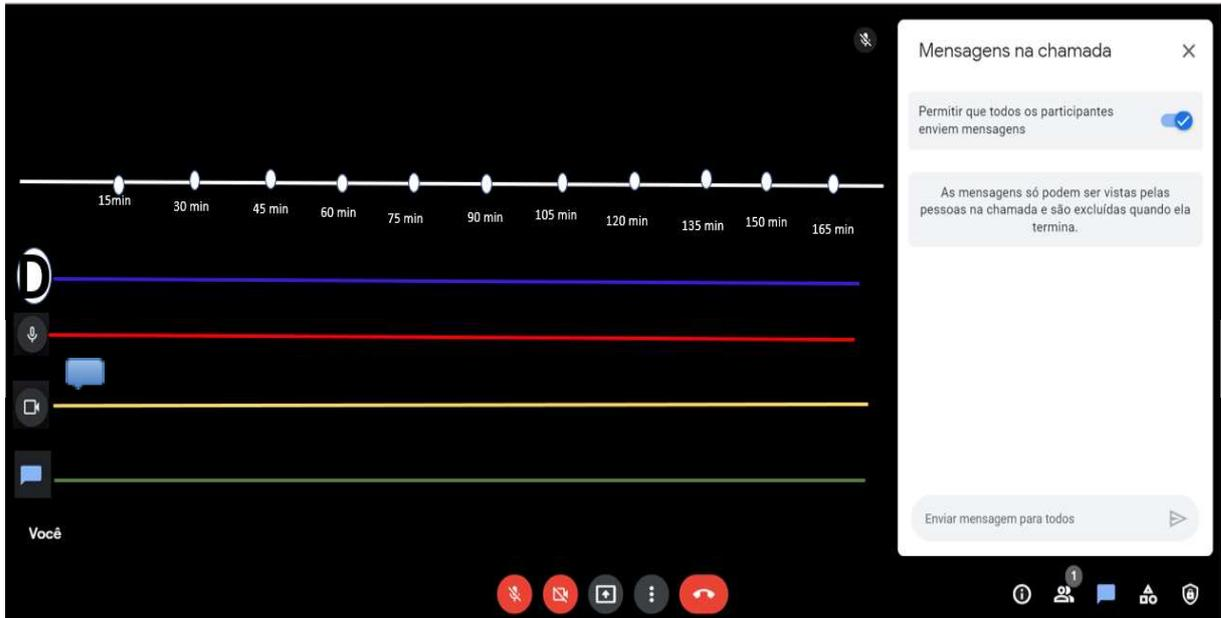 Mensagens na chamada
Permitir que todos os participantes
enviem mensagens
As mensagens só podem ser vistas pelas
pessoas na chamada e são excluídas quando ela
termina.
15min
30 min
45 min
60 min
75 min
90 min
105 min
120 min
135 min
150 min
165 min
D
Você
Enviar mensagem para todos
1